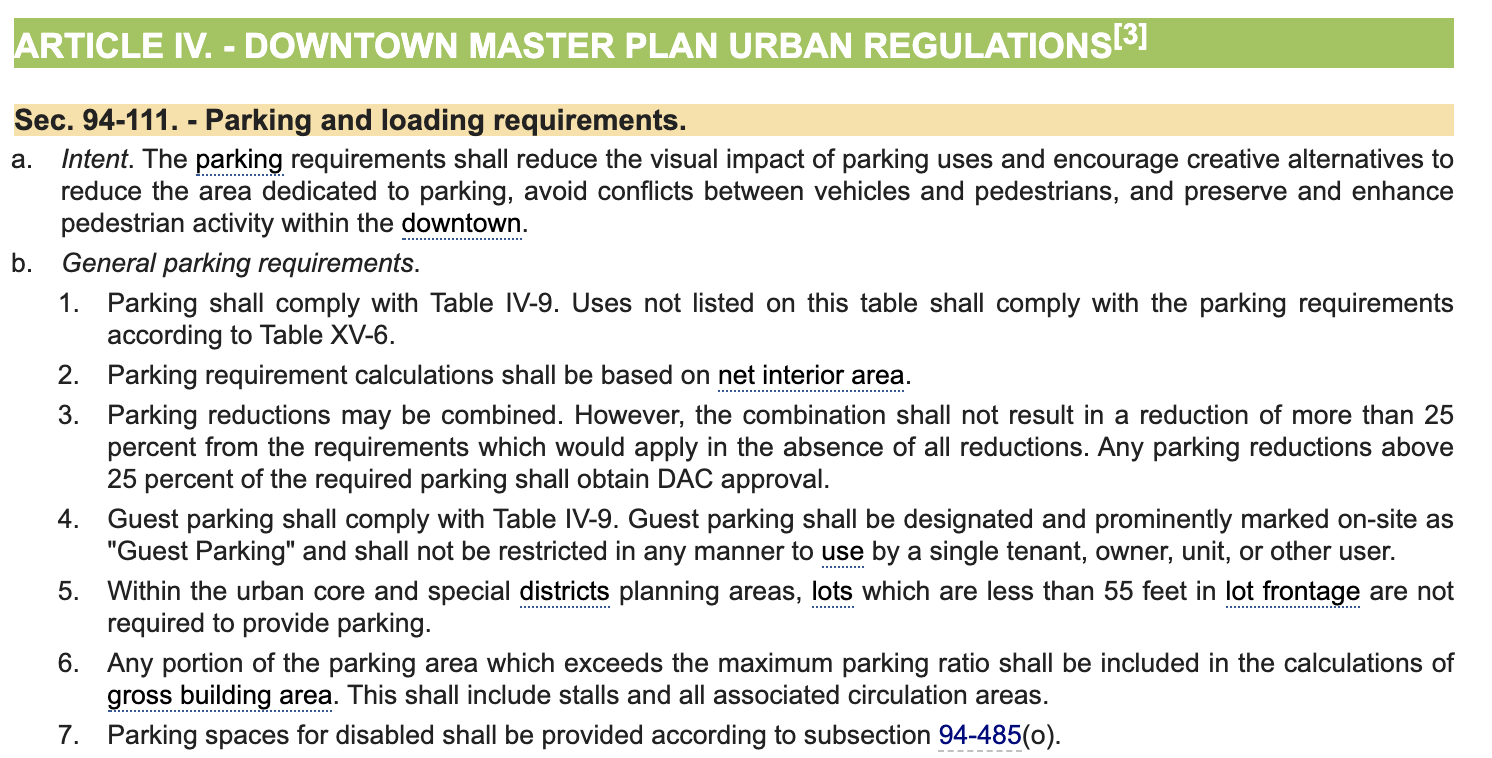 ARTICLE IV. - DOWNTOWN MASTER PLAN URBAN REGULATIONS[3]
Sec. 94-111. - Parking and loading requirements.
a. Intent. The parking requirements shall reduce the visual impact of parking uses and encourage creative alternatives to
reduce the area dedicated to parking, avoid conflicts between vehicles and pedestrians, and preserve and enhance
pedestrian activity within the downtown.
b. General parking requirements.
1. Parking shall comply with Table IV-9. Uses not listed on this table shall comply with the parking requirements
according to Table XV-6.
2. Parking requirement calculations shall be based on net interior area.
3. Parking reductions may be combined. However, the combination shall not result in a reduction of more than 25
percent from the requirements which would apply in the absence of all reductions. Any parking reductions above
25 percent of the required parking shall obtain DAC approval.
4. Guest parking shall comply with Table IV-9. Guest parking shall be designated and prominently marked on-site as
"Guest Parking" and shall not be restricted in any manner to use by a single tenant, owner, unit, or other user.
5. Within the urban core and special districts planning areas, lots which are less than 55 feet in lot frontage are not
required to provide parking.
6. Any portion of the parking area which exceeds the maximum parking ratio shall be included in the calculations of
gross building area. This shall include stalls and all associated circulation areas.
7. Parking spaces for disabled shall be provided according to subsection 94-485(o).